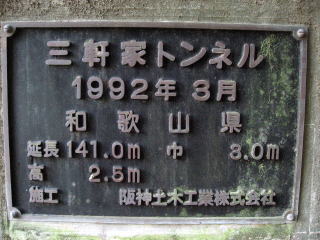 三軒家トンネル
1992年 3月
和歌山県
延長 141.0m 巾 8.0m
高 2.5m
施工 阪神土木工業株式会社